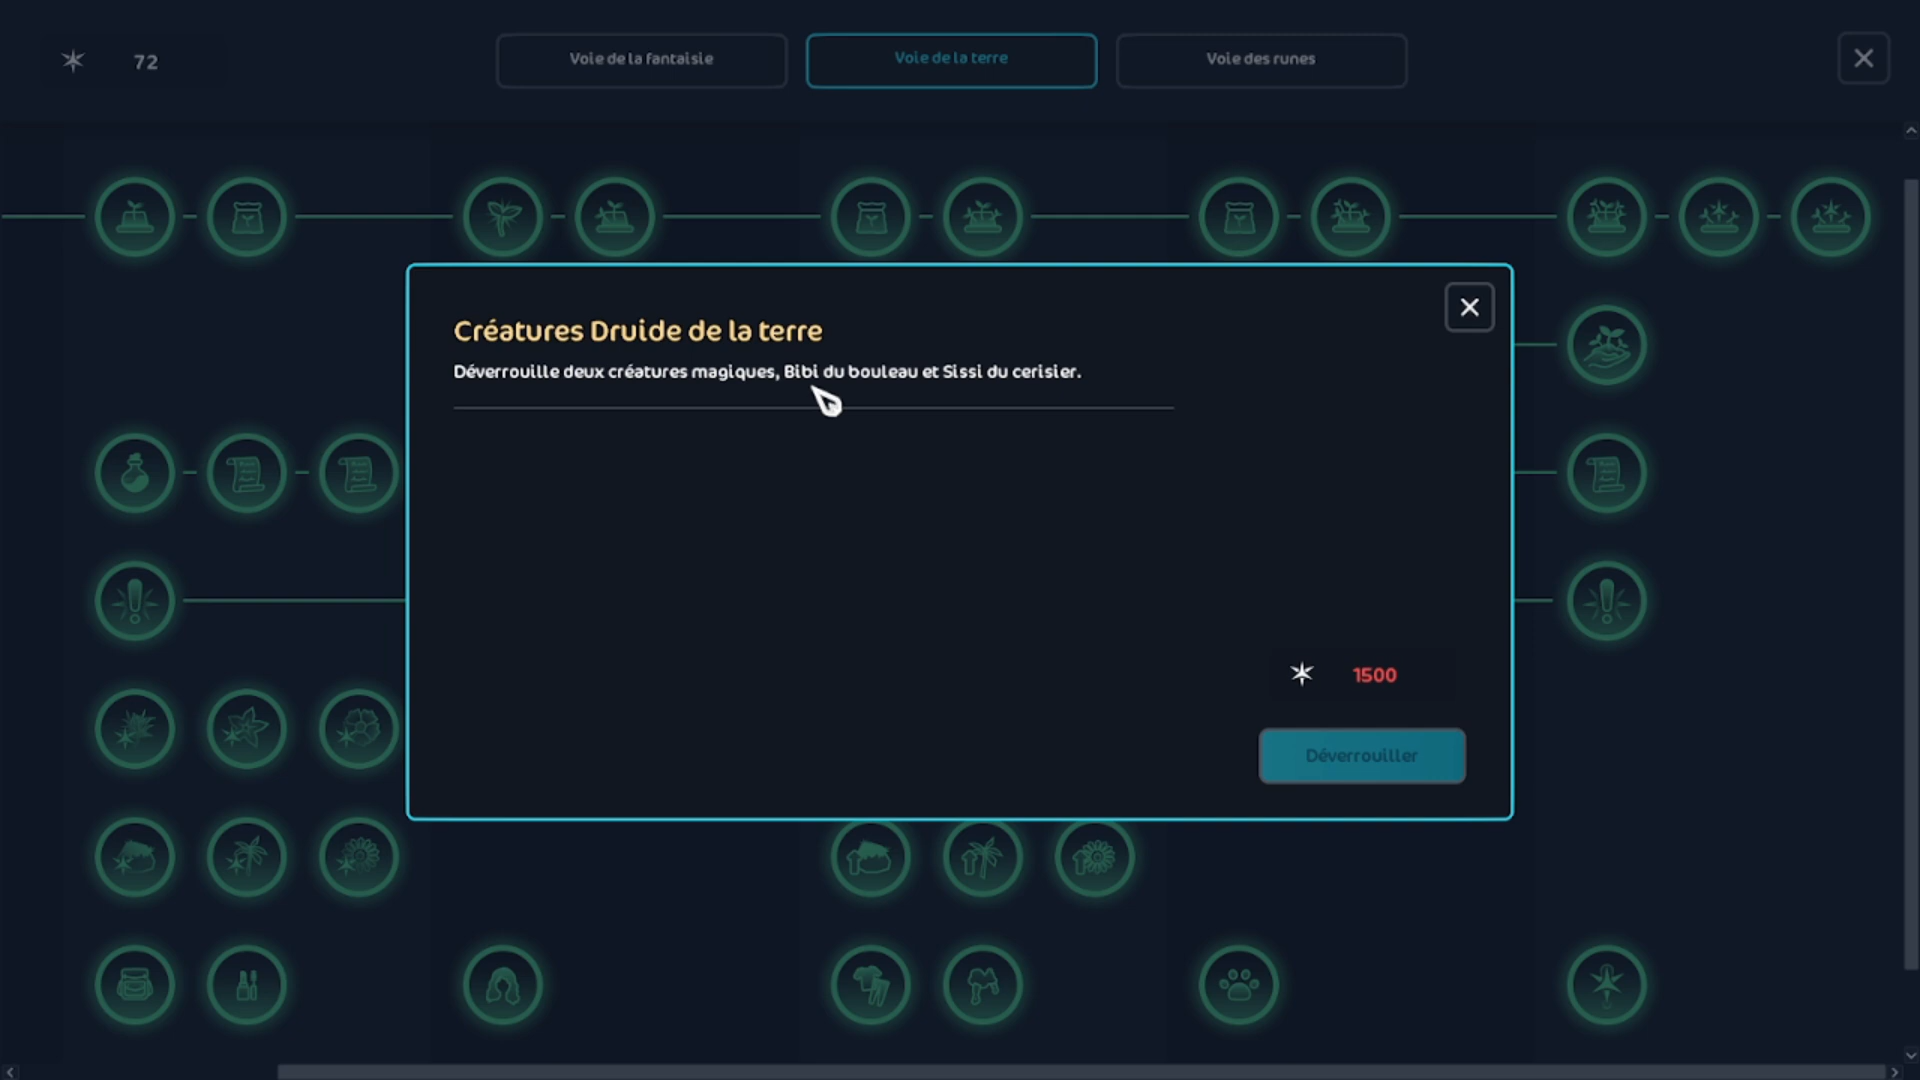 72
Voie de la fantaisie
Voie de la terre
Voie des runes
Créatures Druide de la terre
Déverrouille deux créatures magiques, Bibi du bouleau et Sissi du cerisier.
1500
Déverrouiller